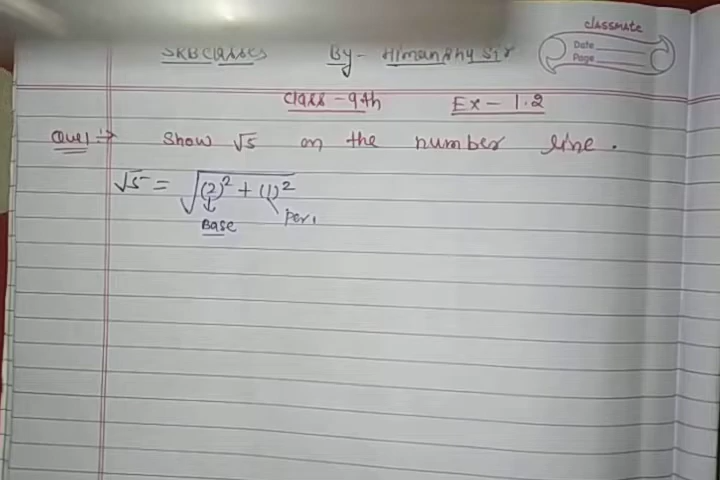 classmate
Date
Page
SKB Classes By - Himanshu Sir
Class - 9th Ex - 1.2
Que1 :→ Show √5 on the number line.
√5 = √(2)² + (1)²
Base Per.